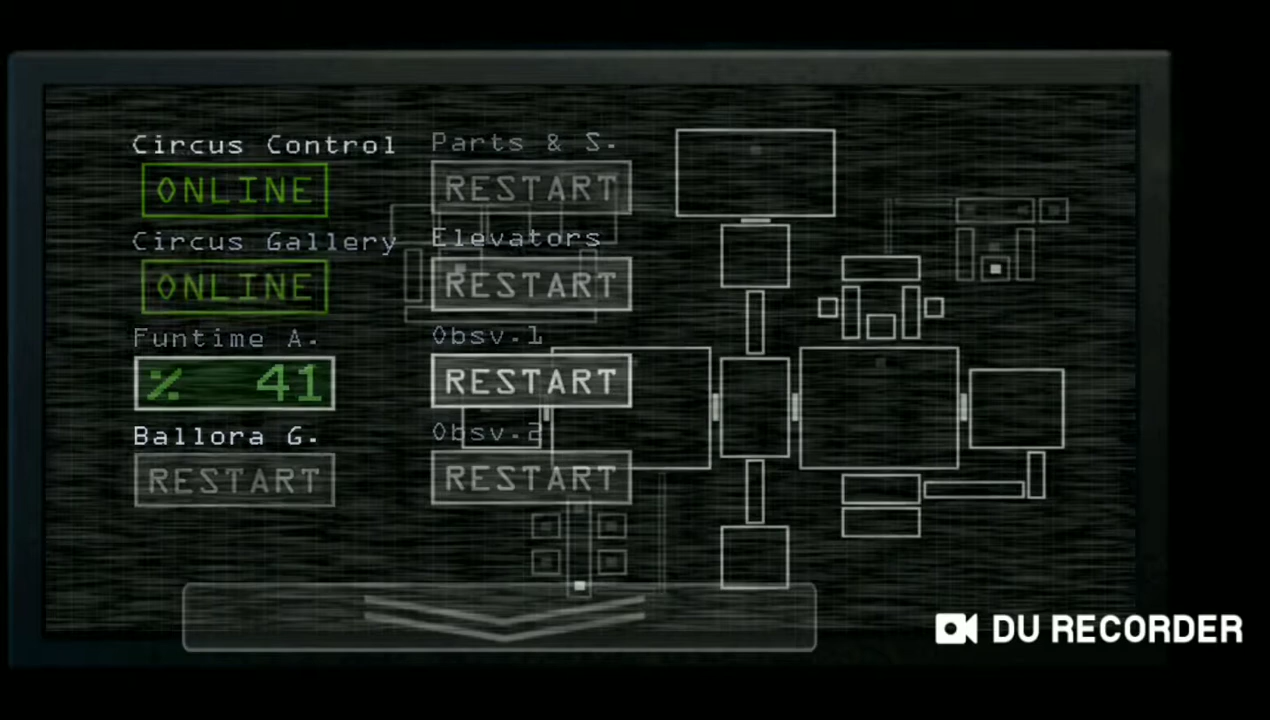 Circus Control
ONLINE
Circus Gallery
ONLINE
Funtime A.
% 41
Ballora G.
RESTART
Parts & S.
RESTART
Elevators
RESTART
Obsv.1
RESTART
Obsv.2
RESTART
DU RECORDER